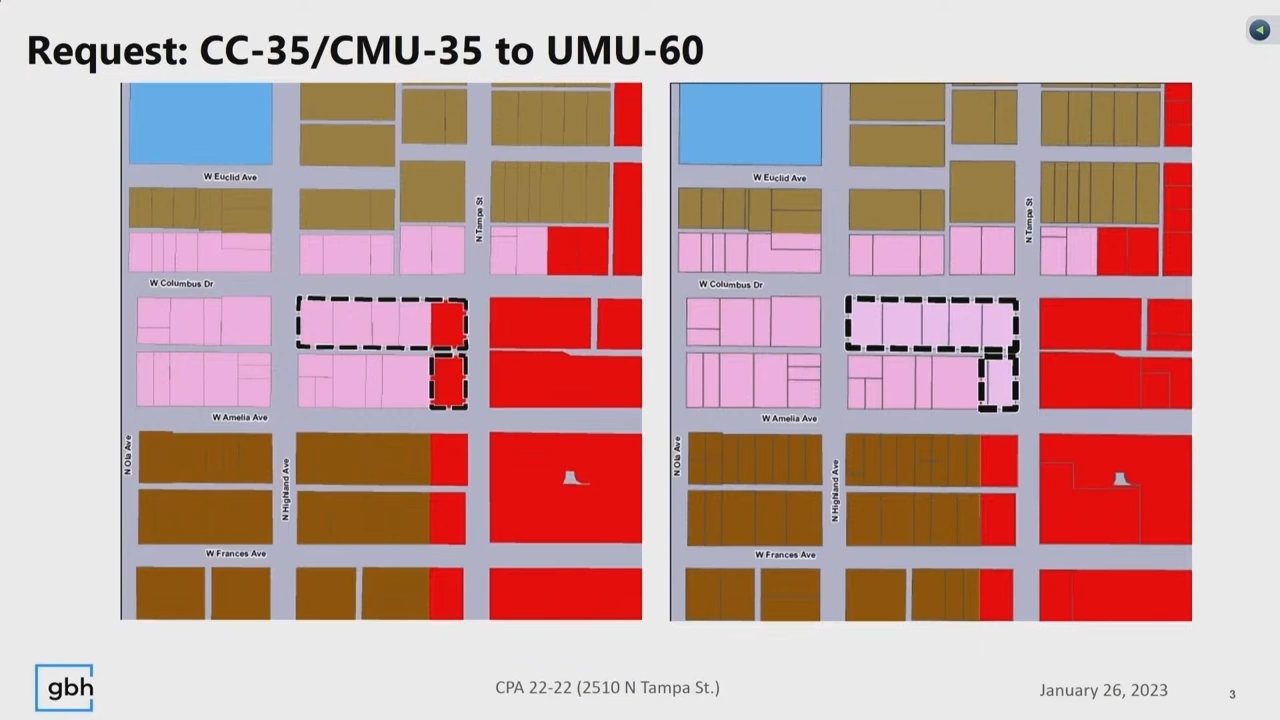 Request: CC-35/CMU-35 to UMU-60
W Euclid Ave
N Tampa St
W Columbus Dr
W Amelia Ave
N Ola Ave
N Highland Ave
W Frances Ave
W Euclid Ave
N Tampa St
W Columbus Dr
W Amelia Ave
N Ola Ave
N Highland Ave
W Frances Ave
gbh
CPA 22-22 (2510 N Tampa St.)
January 26, 2023
3